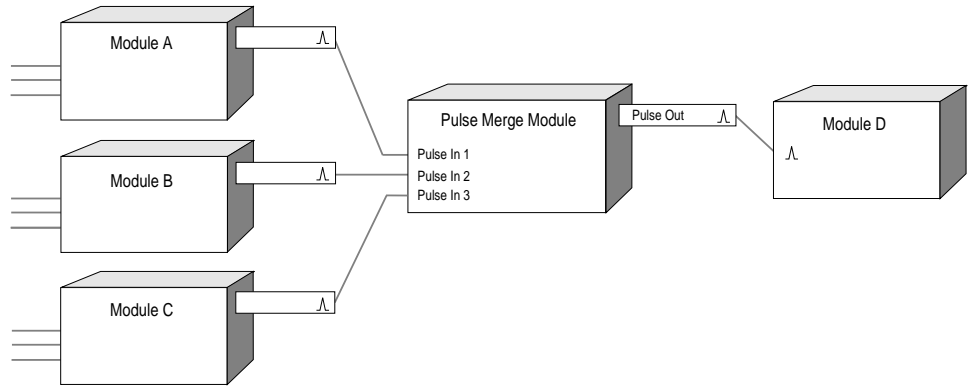 Module A
Module B
Module C
Pulse Merge Module
Pulse In 1
Pulse In 2
Pulse In 3
Pulse Out
Module D